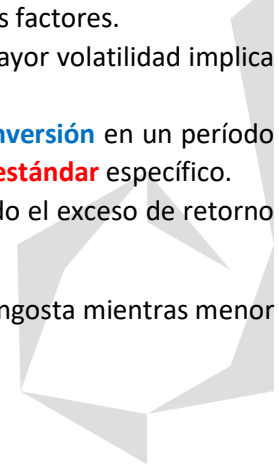 s factores.
ayor volatilidad implica
nversión en un período
estándar específico.
do el exceso de retorno
ngosta mientras menor